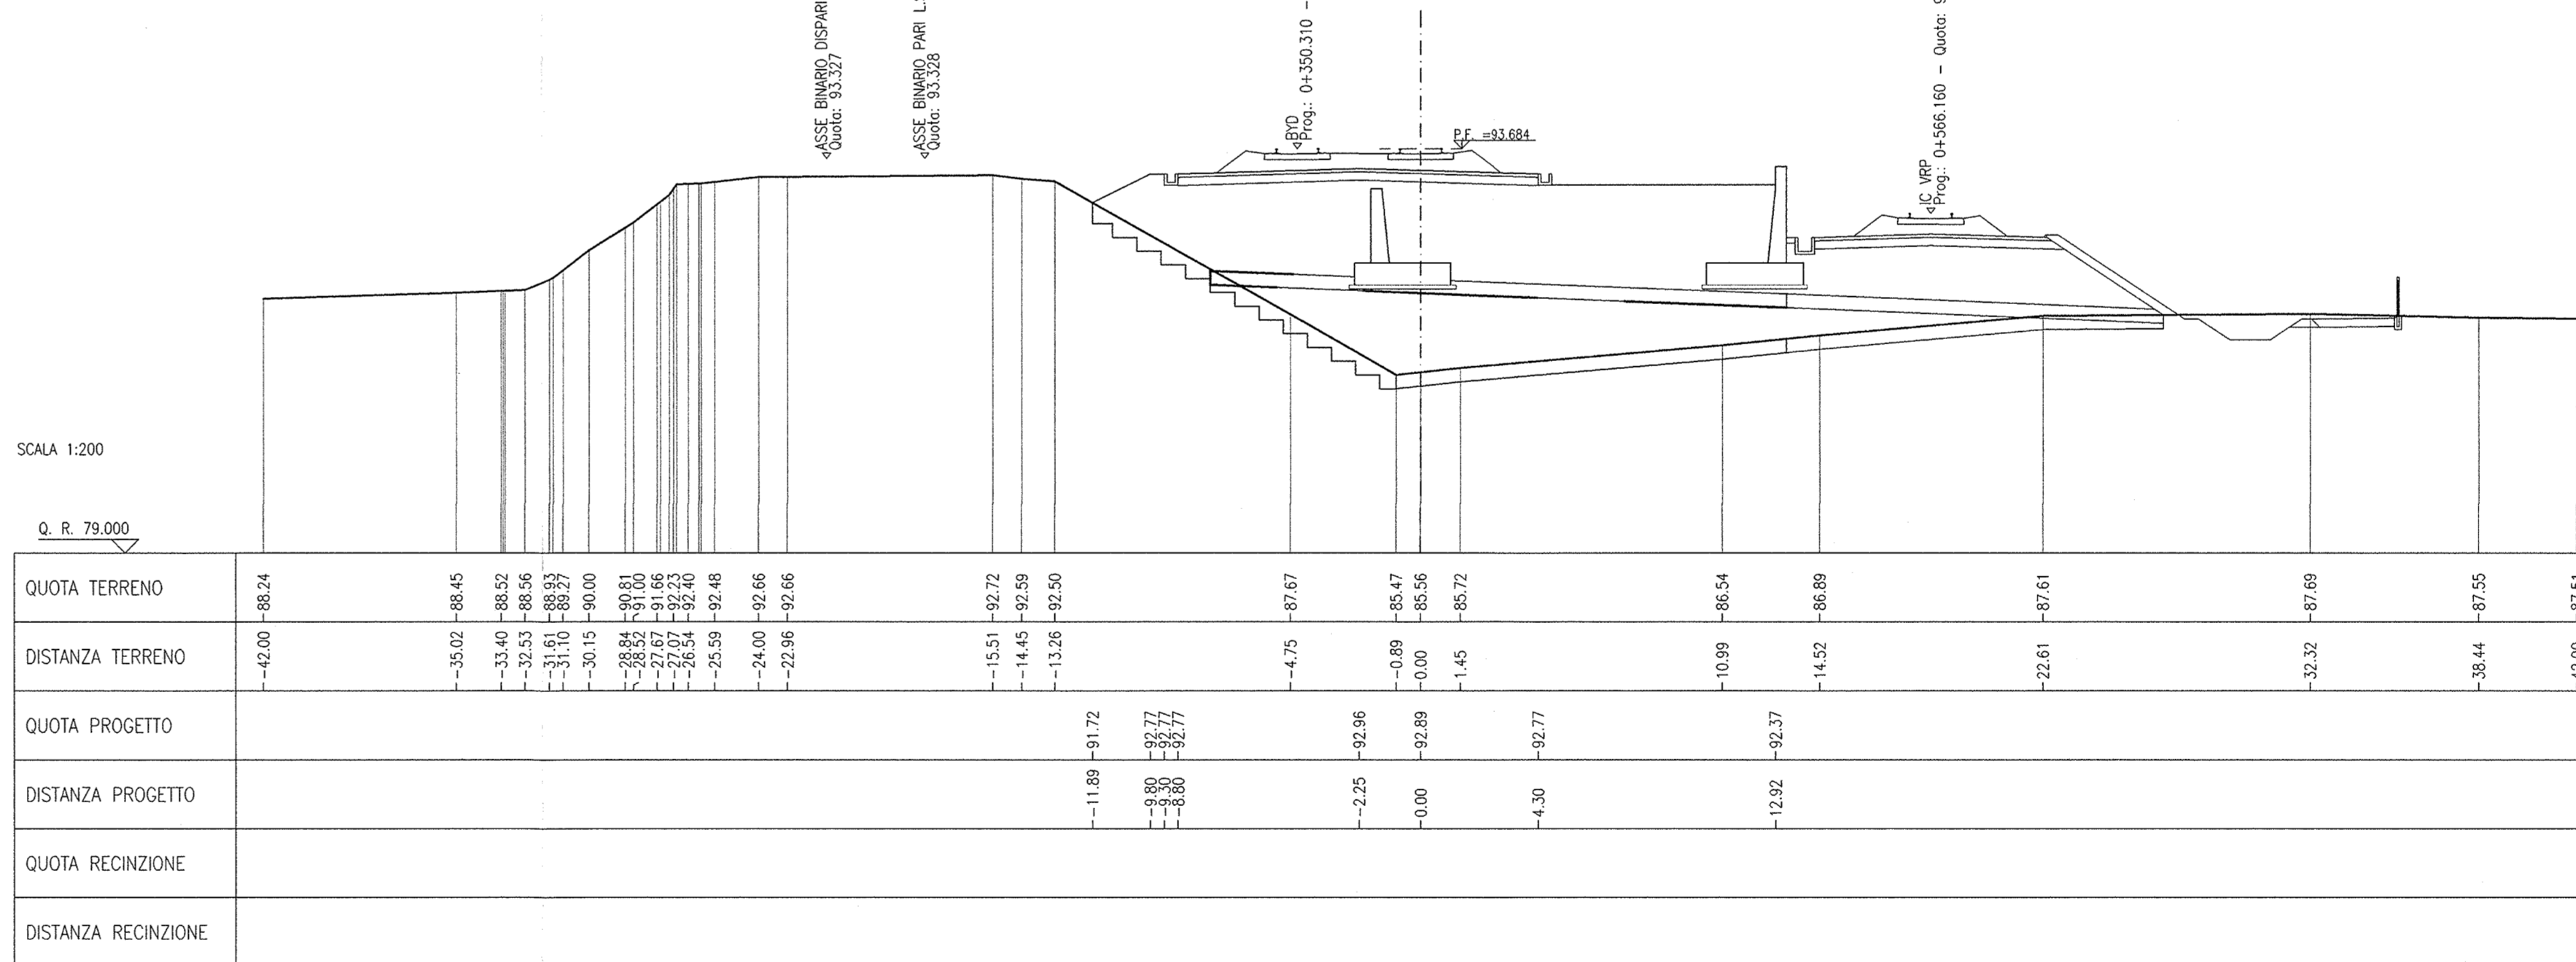 ASSE BINARIO DISPARI
Quota: 93.327
ASSE BINARIO PARI
Quota: 93.328
BYD
Prog.: 0+350.310 -
P.F. =93.684
IC VRP
Prog.: 0+566.160 - Quota:
SCALA 1:200
Q. R. 79.000
QUOTA TERRENO 88.24 88.45 88.52 88.56 88.93 89.27 90.00 90.81 91.00 91.66 92.23 92.40 92.48 92.66 92.66 92.72 92.59 92.50 87.67 85.47 85.56 85.72 86.54 86.89 87.61 87.69 87.55
DISTANZA TERRENO -42.00 -35.02 -33.40 -32.53 -31.61 -31.10 -30.15 -28.84 -28.52 -27.67 -27.07 -26.54 -25.59 -24.00 -22.96 -15.51 -14.45 -13.26 -4.75 -0.89 0.00 1.45 10.99 14.52 22.61 32.32 38.44
QUOTA PROGETTO 91.72 92.77 92.77 92.77 92.96 92.89 92.77 92.37
DISTANZA PROGETTO -11.89 -9.80 -9.30 -8.80 -2.25 0.00 4.30 12.92
QUOTA RECINZIONE
DISTANZA RECINZIONE